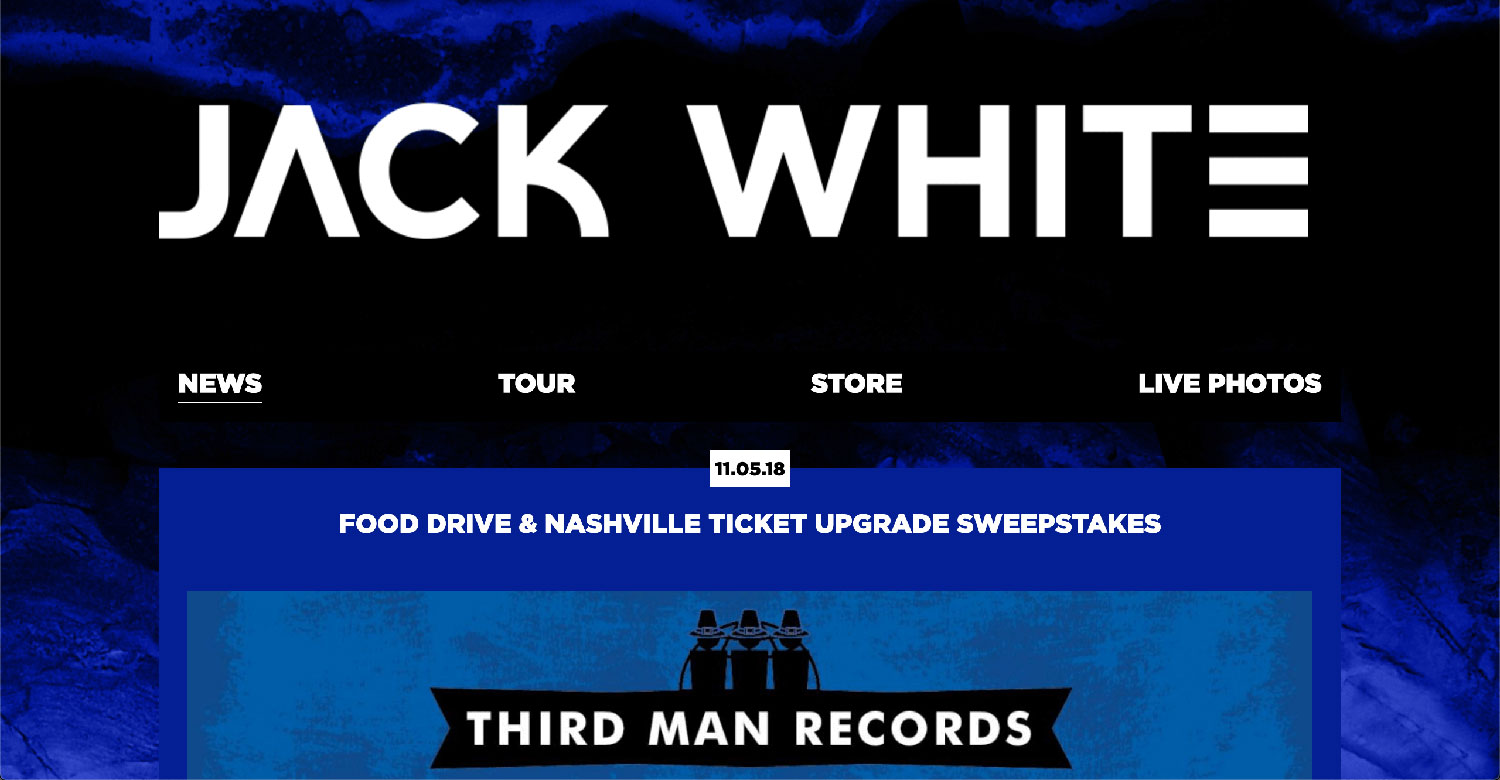 JACK WHITE
NEWS TOUR STORE LIVE PHOTOS
11.05.18
FOOD DRIVE & NASHVILLE TICKET UPGRADE SWEEPSTAKES
THIRD MAN RECORDS